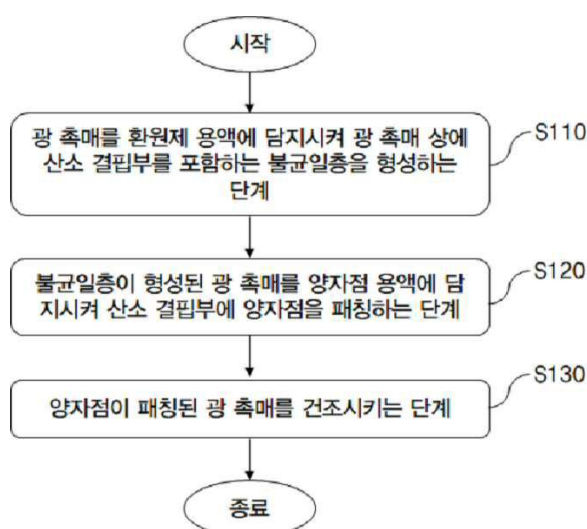 시작
광 촉매를 환원제 용액에 담지시켜 광 촉매 상에
산소 결핍부를 포함하는 불균일층을 형성하는
단계
S110
불균일층이 형성된 광 촉매를 양자점 용액에 담
지시켜 산소 결핍부에 양자점을 패칭하는 단계
S120
양자점이 패칭된 광 촉매를 건조시키는 단계
S130
종료